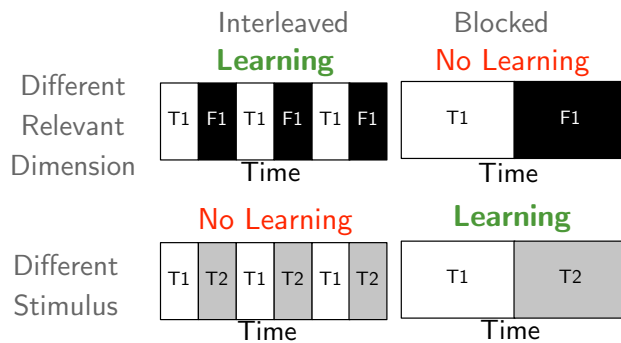 Interleaved Blocked
Learning No Learning
Different
Relevant
Dimension
T1 F1 T1 F1 T1 F1 T1 F1
Time Time
No Learning Learning
Different
Stimulus
T1 T2 T1 T2 T1 T2 T1 T2
Time Time